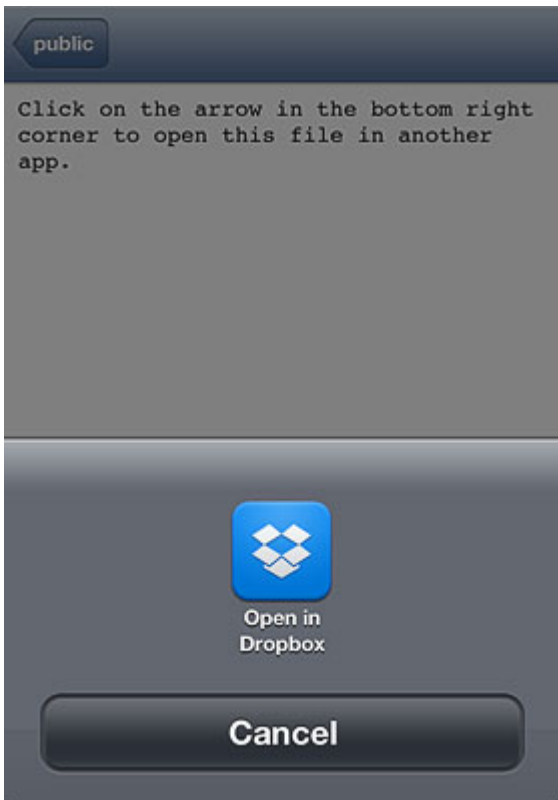 public
Click on the arrow in the bottom right
corner to open this file in another
app.
Open in
Dropbox
Cancel